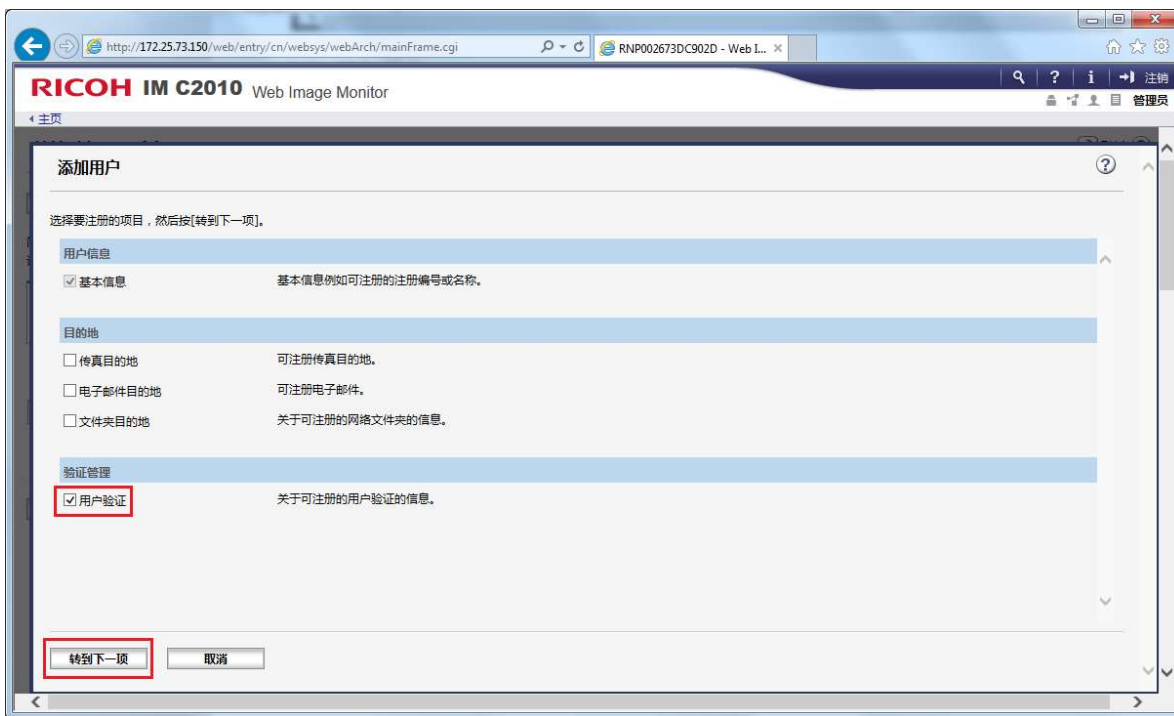 http://172.25.73.150/web/entry/cn/websys/webArch/mainFrame.cgi
RNP002673DC902D - Web I...
RICOH IM C2010 Web Image Monitor
? i 注销
管理员
主页
添加用户
?
选择要注册的项目，然后按[转到下一项]。
用户信息
基本信息 基本信息例如可注册的注册编号或名称。
目的地
传真目的地 可注册传真目的地。
电子邮件目的地 可注册电子邮件。
文件夹目的地 关于可注册的网络文件夹的信息。
验证管理
用户验证 关于可注册的用户验证的信息。
转到下一项 取消